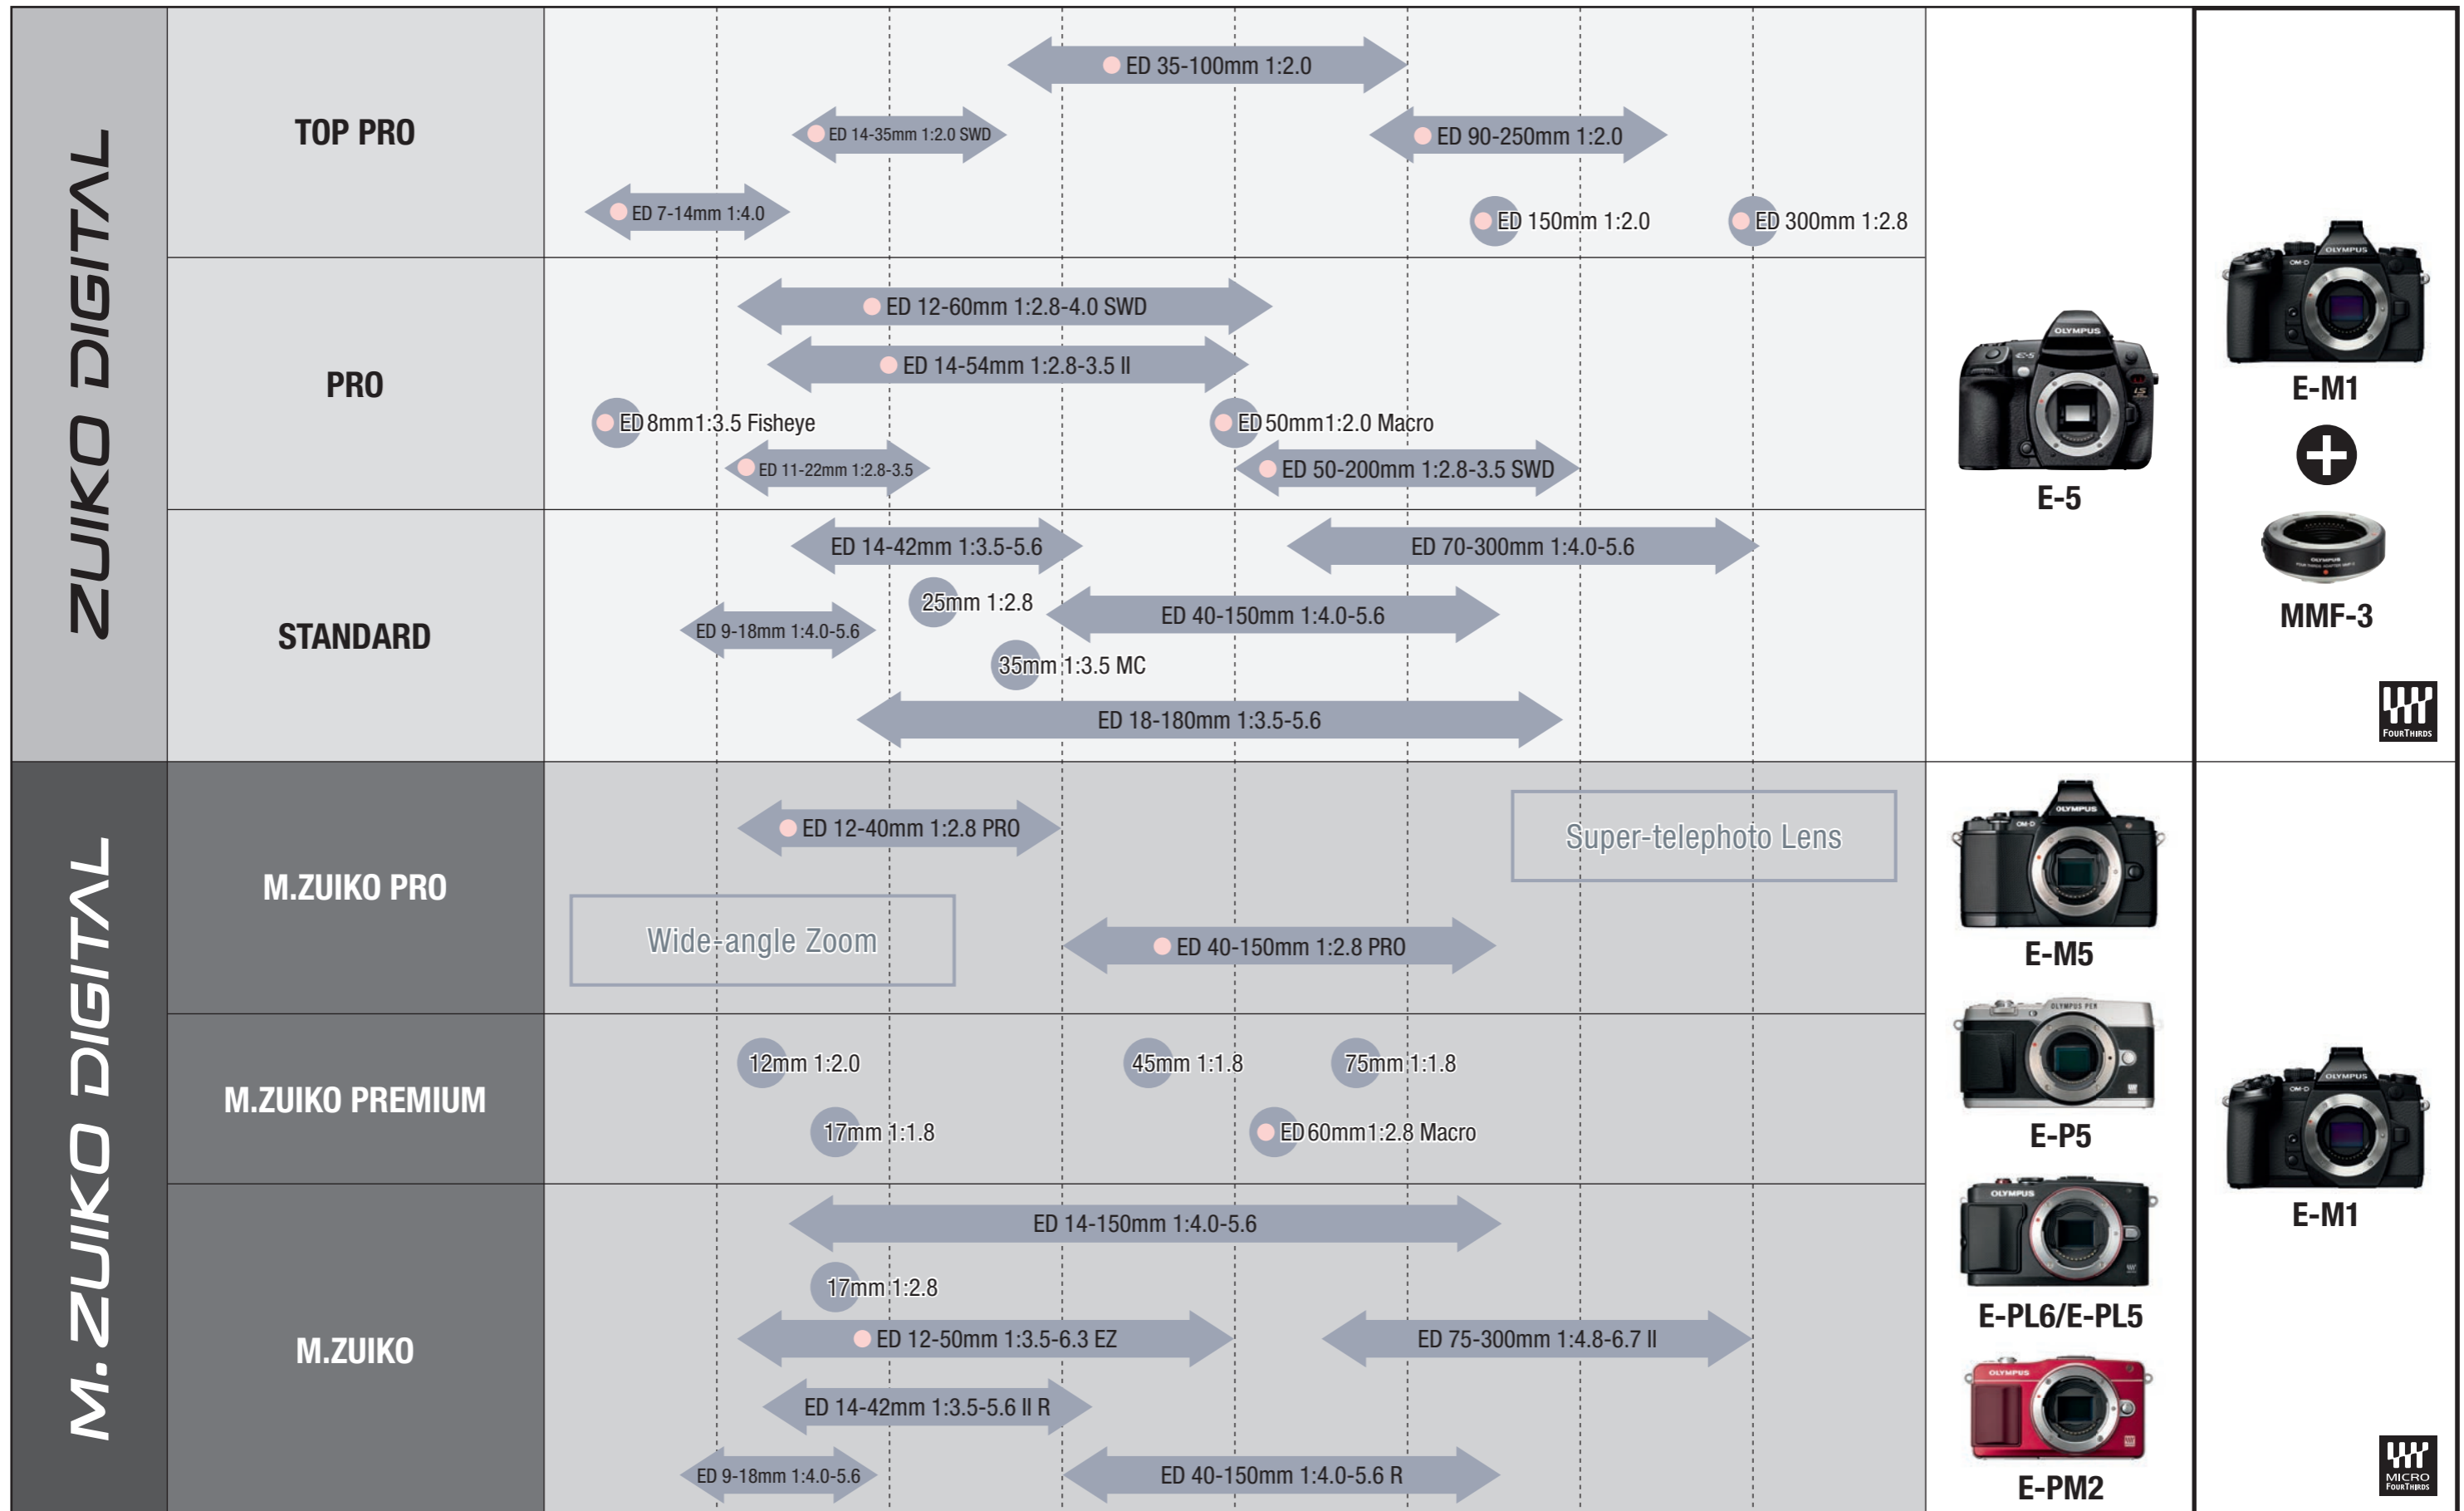 ZUIKO DIGITAL
TOP PRO
ED 35-100mm 1:2.0
ED 14-35mm 1:2.0 SWD
ED 90-250mm 1:2.0
ED 7-14mm 1:4.0
ED 150mm 1:2.0
ED 300mm 1:2.8
PRO
ED 12-60mm 1:2.8-4.0 SWD
ED 14-54mm 1:2.8-3.5 II
ED 8mm 1:3.5 Fisheye
ED 50mm 1:2.0 Macro
ED 11-22mm 1:2.8-3.5
ED 50-200mm 1:2.8-3.5 SWD
STANDARD
ED 14-42mm 1:3.5-5.6
ED 70-300mm 1:4.0-5.6
25mm 1:2.8
ED 40-150mm 1:4.0-5.6
ED 9-18mm 1:4.0-5.6
35mm 1:3.5 MC
ED 18-180mm 1:3.5-5.6
OLYMPUS
E-5
E-5
OLYMPUS
OM-D
E-M1
+
OLYMPUS
MMF-3
FOURTHIRDS
M.ZUIKO DIGITAL
M.ZUIKO PRO
ED 12-40mm 1:2.8 PRO
Super-telephoto Lens
Wide-angle Zoom
ED 40-150mm 1:2.8 PRO
M.ZUIKO PREMIUM
12mm 1:2.0
45mm 1:1.8
75mm 1:1.8
17mm 1:1.8
ED 60mm 1:2.8 Macro
M.ZUIKO
ED 14-150mm 1:4.0-5.6
17mm 1:2.8
ED 12-50mm 1:3.5-6.3 EZ
ED 75-300mm 1:4.8-6.7 II
ED 14-42mm 1:3.5-5.6 II R
ED 9-18mm 1:4.0-5.6
ED 40-150mm 1:4.0-5.6 R
OLYMPUS
OM-D
E-M5
OLYMPUS PEN
E-P5
OLYMPUS
E-PL6/E-PL5
OLYMPUS
E-PM2
OLYMPUS
OM-D
E-M1
MICRO
FOURTHIRDS